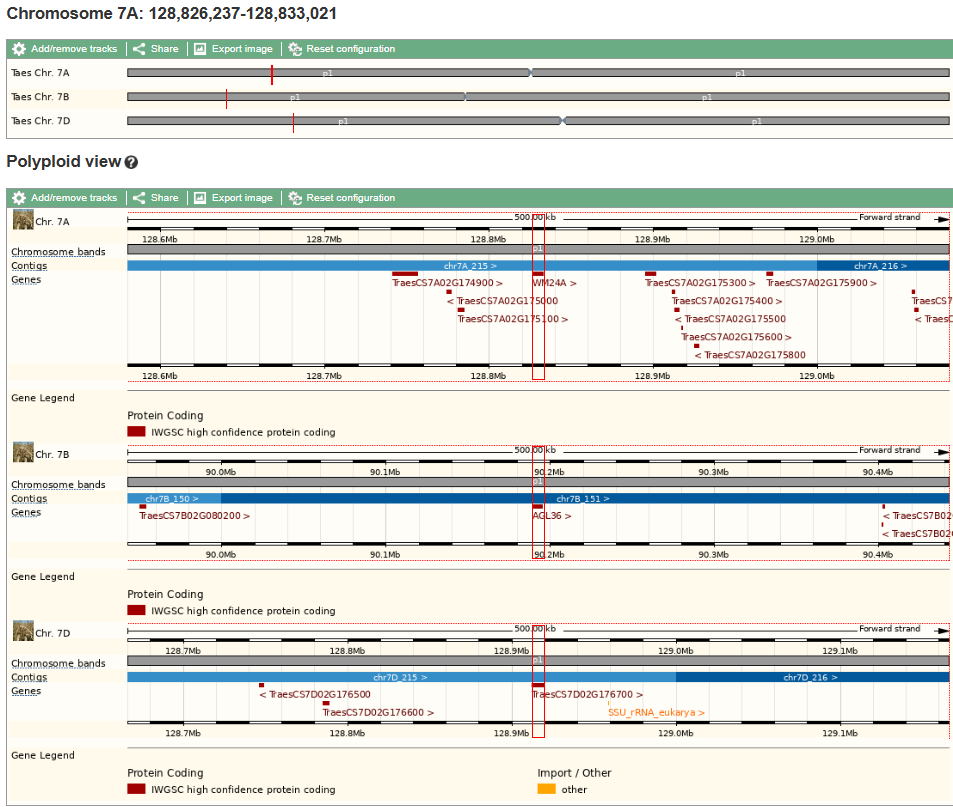 Chromosome 7A: 128,826,237-128,833,021
Add/remove tracks Share Export image Reset configuration
Taes Chr. 7A p1 p1
Taes Chr. 7B p1 p1
Taes Chr. 7D p1 p1
Polyploid view ?
Add/remove tracks Share Export image Reset configuration
Chr. 7A 500.00 kb Forward strand
128.6Mb 128.7Mb 128.8Mb 128.9Mb 129.0Mb
Chromosome bands p1
Contigs chr7A_215 > chr7A_216 >
Genes
TraesCS7A02G174900 > WM24A > TraesCS7A02G175300 > TraesCS7A02G175900 > TraesCS7
< TraesCS7A02G175000 TraesCS7A02G175400 >
TraesCS7A02G175100 > < TraesCS7A02G175500 < TraesC
TraesCS7A02G175600 >
< TraesCS7A02G175800
128.6Mb 128.7Mb 128.8Mb 128.9Mb 129.0Mb
Gene Legend
Protein Coding
IWGSC high confidence protein coding
Chr. 7B 500.00 kb Forward strand
90.0Mb 90.1Mb 90.2Mb 90.3Mb 90.4Mb
Chromosome bands p1
Contigs chr7B_150 > chr7B_151 >
Genes
TraesCS7B02G080200 > AGL36 > < TraesCS7B02
< TraesCS7B02
90.0Mb 90.1Mb 90.2Mb 90.3Mb 90.4Mb
Gene Legend
Protein Coding
IWGSC high confidence protein coding
Chr. 7D 500.00 kb Forward strand
128.7Mb 128.8Mb 128.9Mb 129.0Mb 129.1Mb
Chromosome bands p1
Contigs chr7D_215 > chr7D_216 >
Genes
< TraesCS7D02G176500 TraesCS7D02G176700 >
TraesCS7D02G176600 > SSU_rRNA_eukarya >
128.7Mb 128.8Mb 128.9Mb 129.0Mb 129.1Mb
Gene Legend
Protein Coding Import / Other
IWGSC high confidence protein coding other